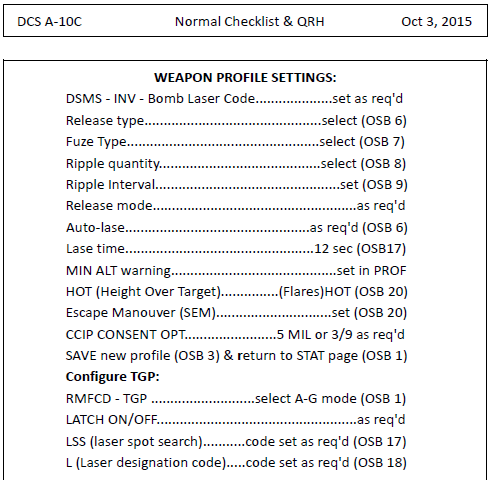 DCS A-10C Normal Checklist & QRH Oct 3, 2015
WEAPON PROFILE SETTINGS:
DSMS - INV - Bomb Laser Code....................set as req'd
Release type..............................................select (OSB 6)
Fuze Type..................................................select (OSB 7)
Ripple quantity..........................................select (OSB 8)
Ripple Interval................................................set (OSB 9)
Release mode.....................................................as req'd
Auto-lase................................................as req'd (OSB 6)
Lase time.................................................12 sec (OSB17)
MIN ALT warning...........................................set in PROF
HOT (Height Over Target)...............(Flares)HOT (OSB 20)
Escape Manouver (SEM)..............................set (OSB 20)
CCIP CONSENT OPT........................5 MIL or 3/9 as req'd
SAVE new profile (OSB 3) & return to STAT page (OSB 1)
Configure TGP:
RMFCD - TGP ...........................select A-G mode (OSB 1)
LATCH ON/OFF....................................................as req'd
LSS (laser spot search)...........code set as req'd (OSB 17)
L (Laser designation code).....code set as req'd (OSB 18)